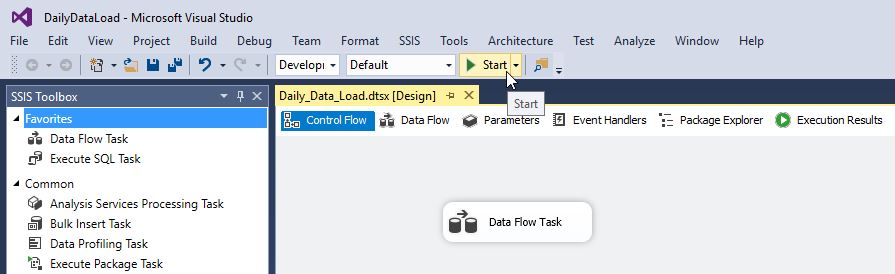 DailyDataLoad - Microsoft Visual Studio
File Edit View Project Build Debug Team Format SSIS Tools Architecture Test Analyze Window Help
Developı Default Start
SSIS Toolbox
Daily_Data_Load.dtsx [Design]
Start
Favorites
Control Flow Data Flow Parameters Event Handlers Package Explorer Execution Results
Data Flow Task
Execute SQL Task
Common
Analysis Services Processing Task
Bulk Insert Task
Data Flow Task
Data Profiling Task
Execute Package Task